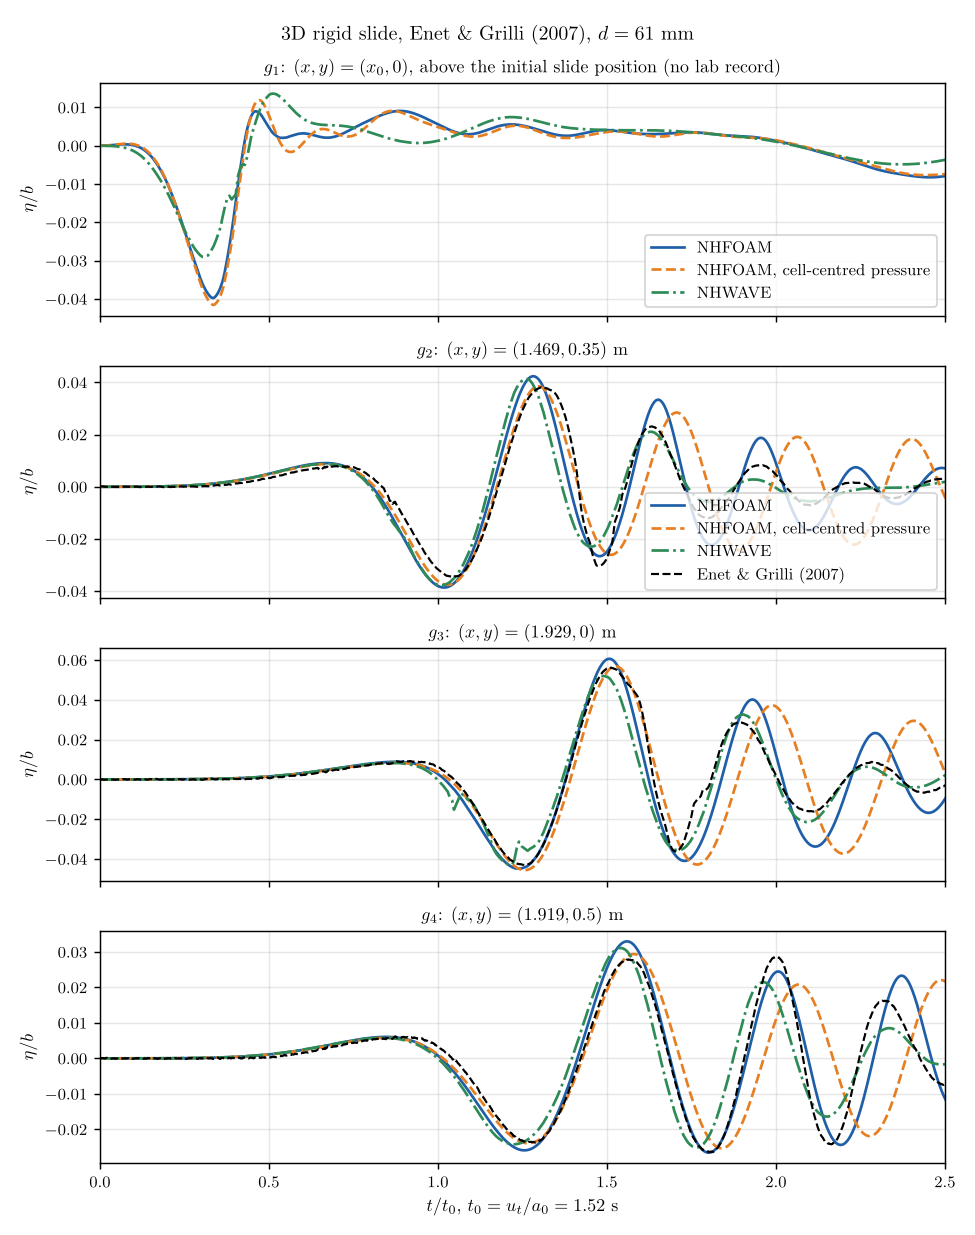 3D rigid slide, Enet & Grilli (2007), d = 61 mm
g₁: (x, y) = (x₀, 0), above the initial slide position (no lab record)
0.01
0.00
−0.01
−0.02
−0.03
−0.04
η/b
NHFOAM
NHFOAM, cell-centred pressure
NHWAVE
g₂: (x, y) = (1.469, 0.35) m
0.04
0.02
0.00
−0.02
−0.04
η/b
NHFOAM
NHFOAM, cell-centred pressure
NHWAVE
Enet & Grilli (2007)
g₃: (x, y) = (1.929, 0) m
0.06
0.04
0.02
0.00
−0.02
−0.04
η/b
g₄: (x, y) = (1.919, 0.5) m
0.03
0.02
0.01
0.00
−0.01
−0.02
η/b
0.0 0.5 1.0 1.5 2.0 2.5
t/t₀, t₀ = uₜ/a₀ = 1.52 s